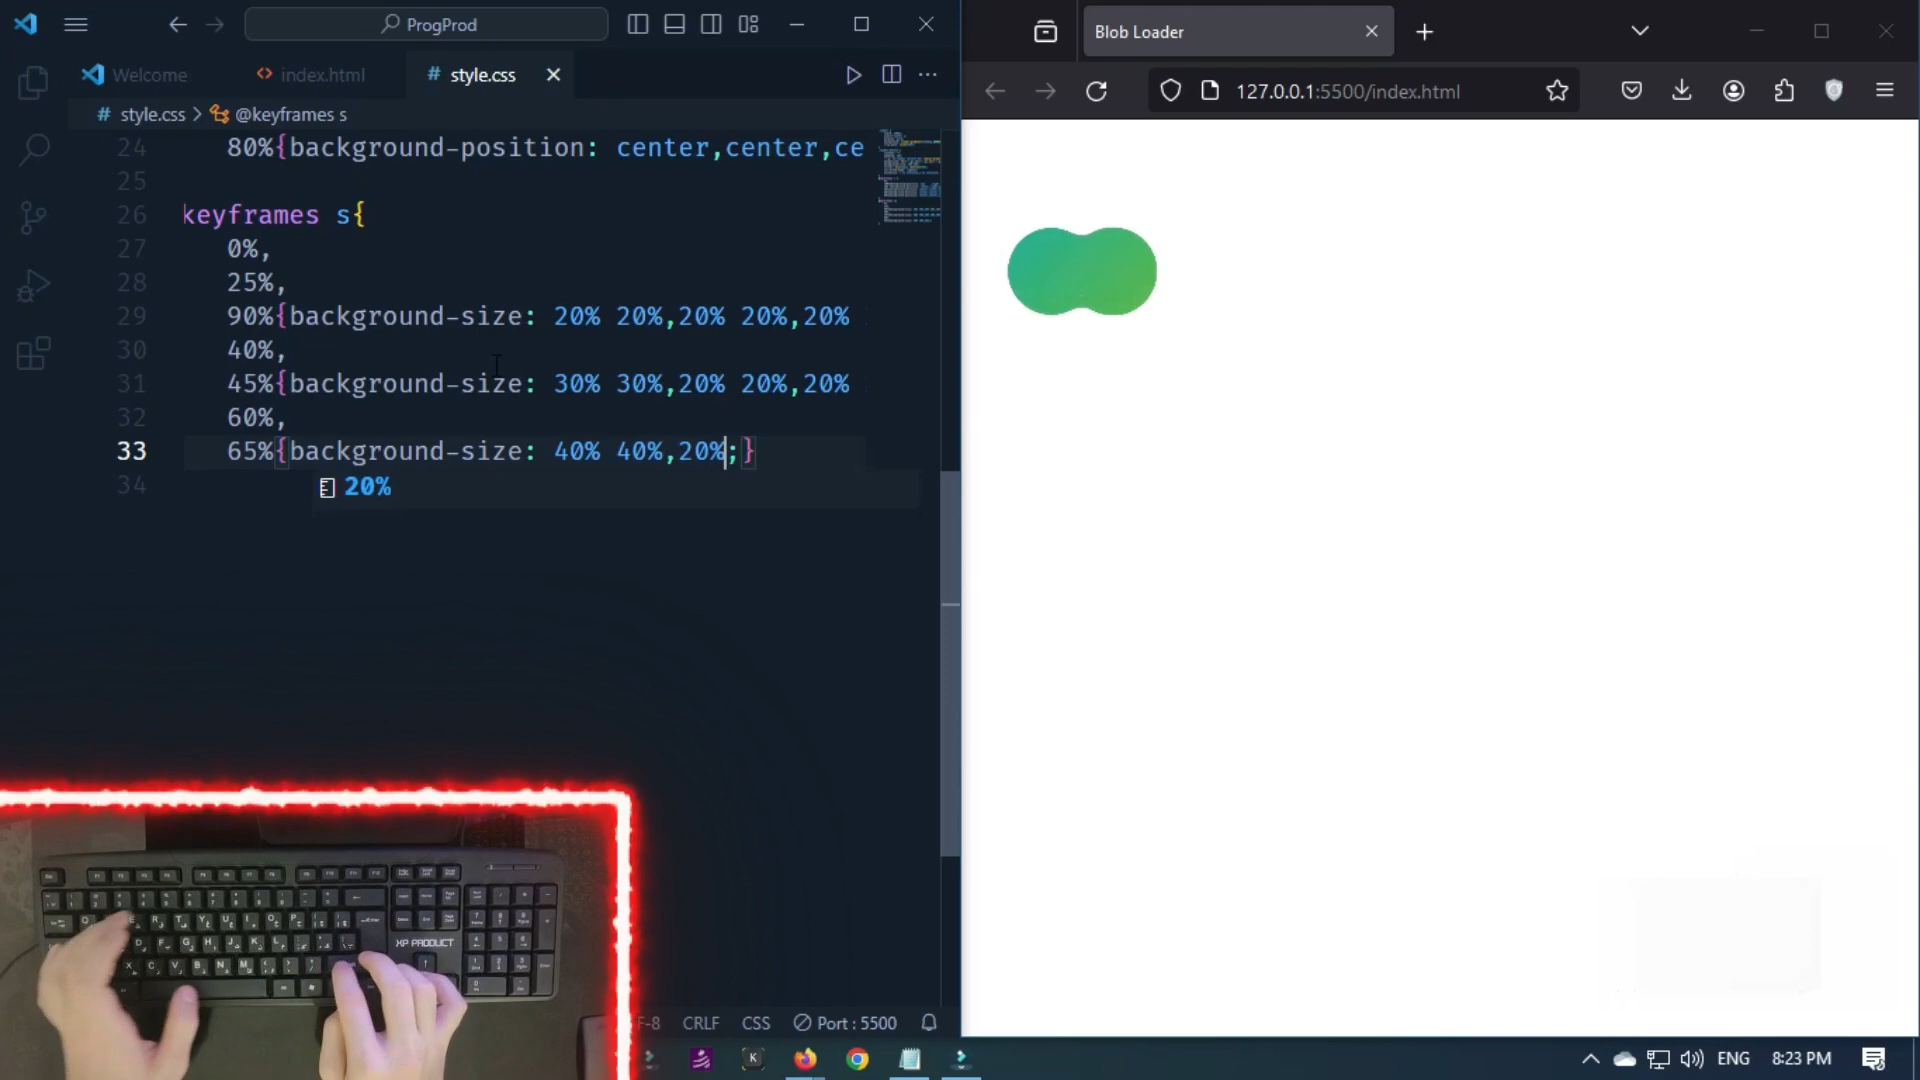 ProgProd
Welcome
index.html
# style.css
# style.css > @keyframes s
24 80%{background-position: center,center,ce
25
26 keyframes s{
27 0%,
28 25%,
29 90%{background-size: 20% 20%,20% 20%,20%
30 40%,
31 45%{background-size: 30% 30%,20% 20%,20%
32 60%,
33 65%{background-size: 40% 40%,20%;}
34
20%
CRLF CSS Port : 5500
Blob Loader
127.0.0.1:5500/index.html
XP PRODUCT
K
ENG 8:23 PM